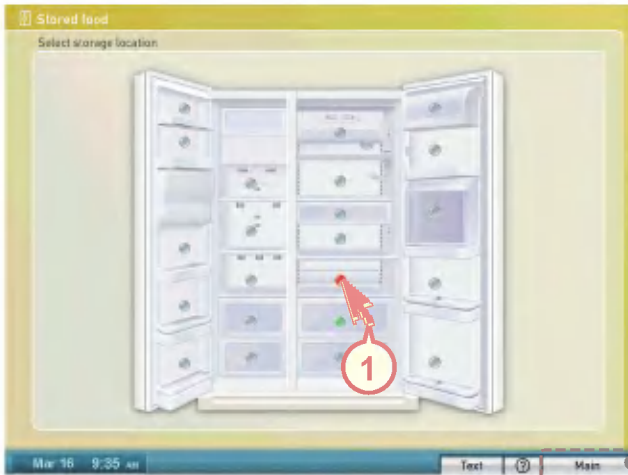 Stored food
Select storage location
1
Mar 16 9:35 AM
Text ? Main